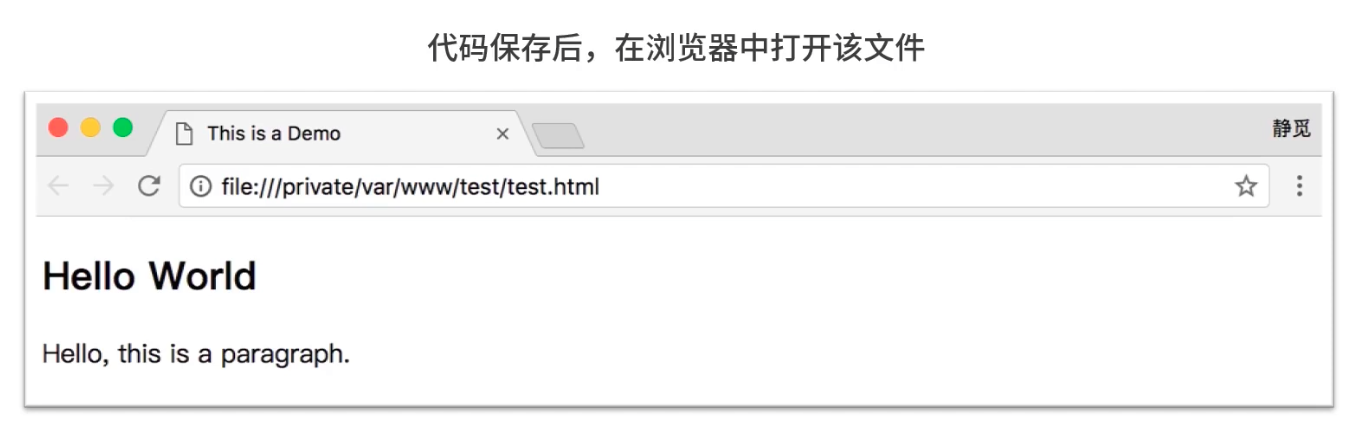 代码保存后，在浏览器中打开该文件
This is a Demo
静觅
file:///private/var/www/test/test.html
Hello World
Hello, this is a paragraph.